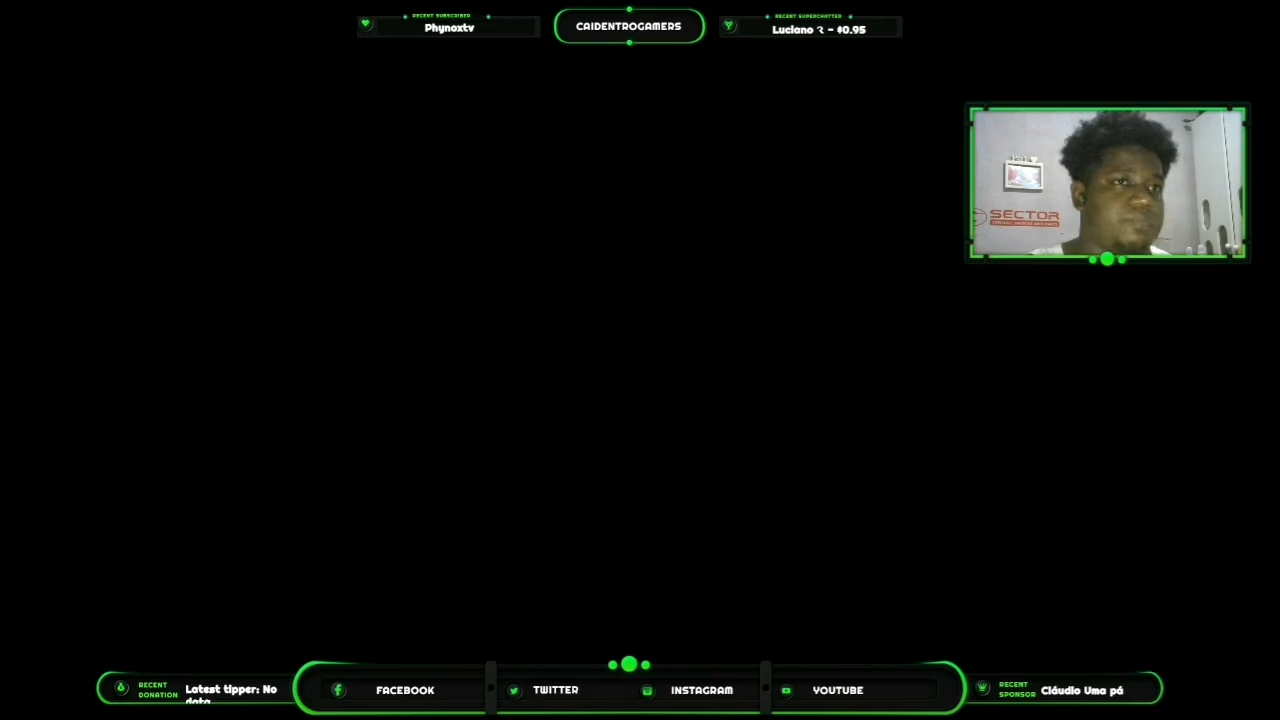 RECENT SUBSCRIBER
Phynoxtv
CAIDENTROGAMERS
RECENT SUPERCHATTER
Luciano
- $0.95
SECTOR
RECENT DONATION
Latest tipper: No data
FACEBOOK
TWITTER
INSTAGRAM
YOUTUBE
RECENT SPONSOR
Cláudio Uma pá